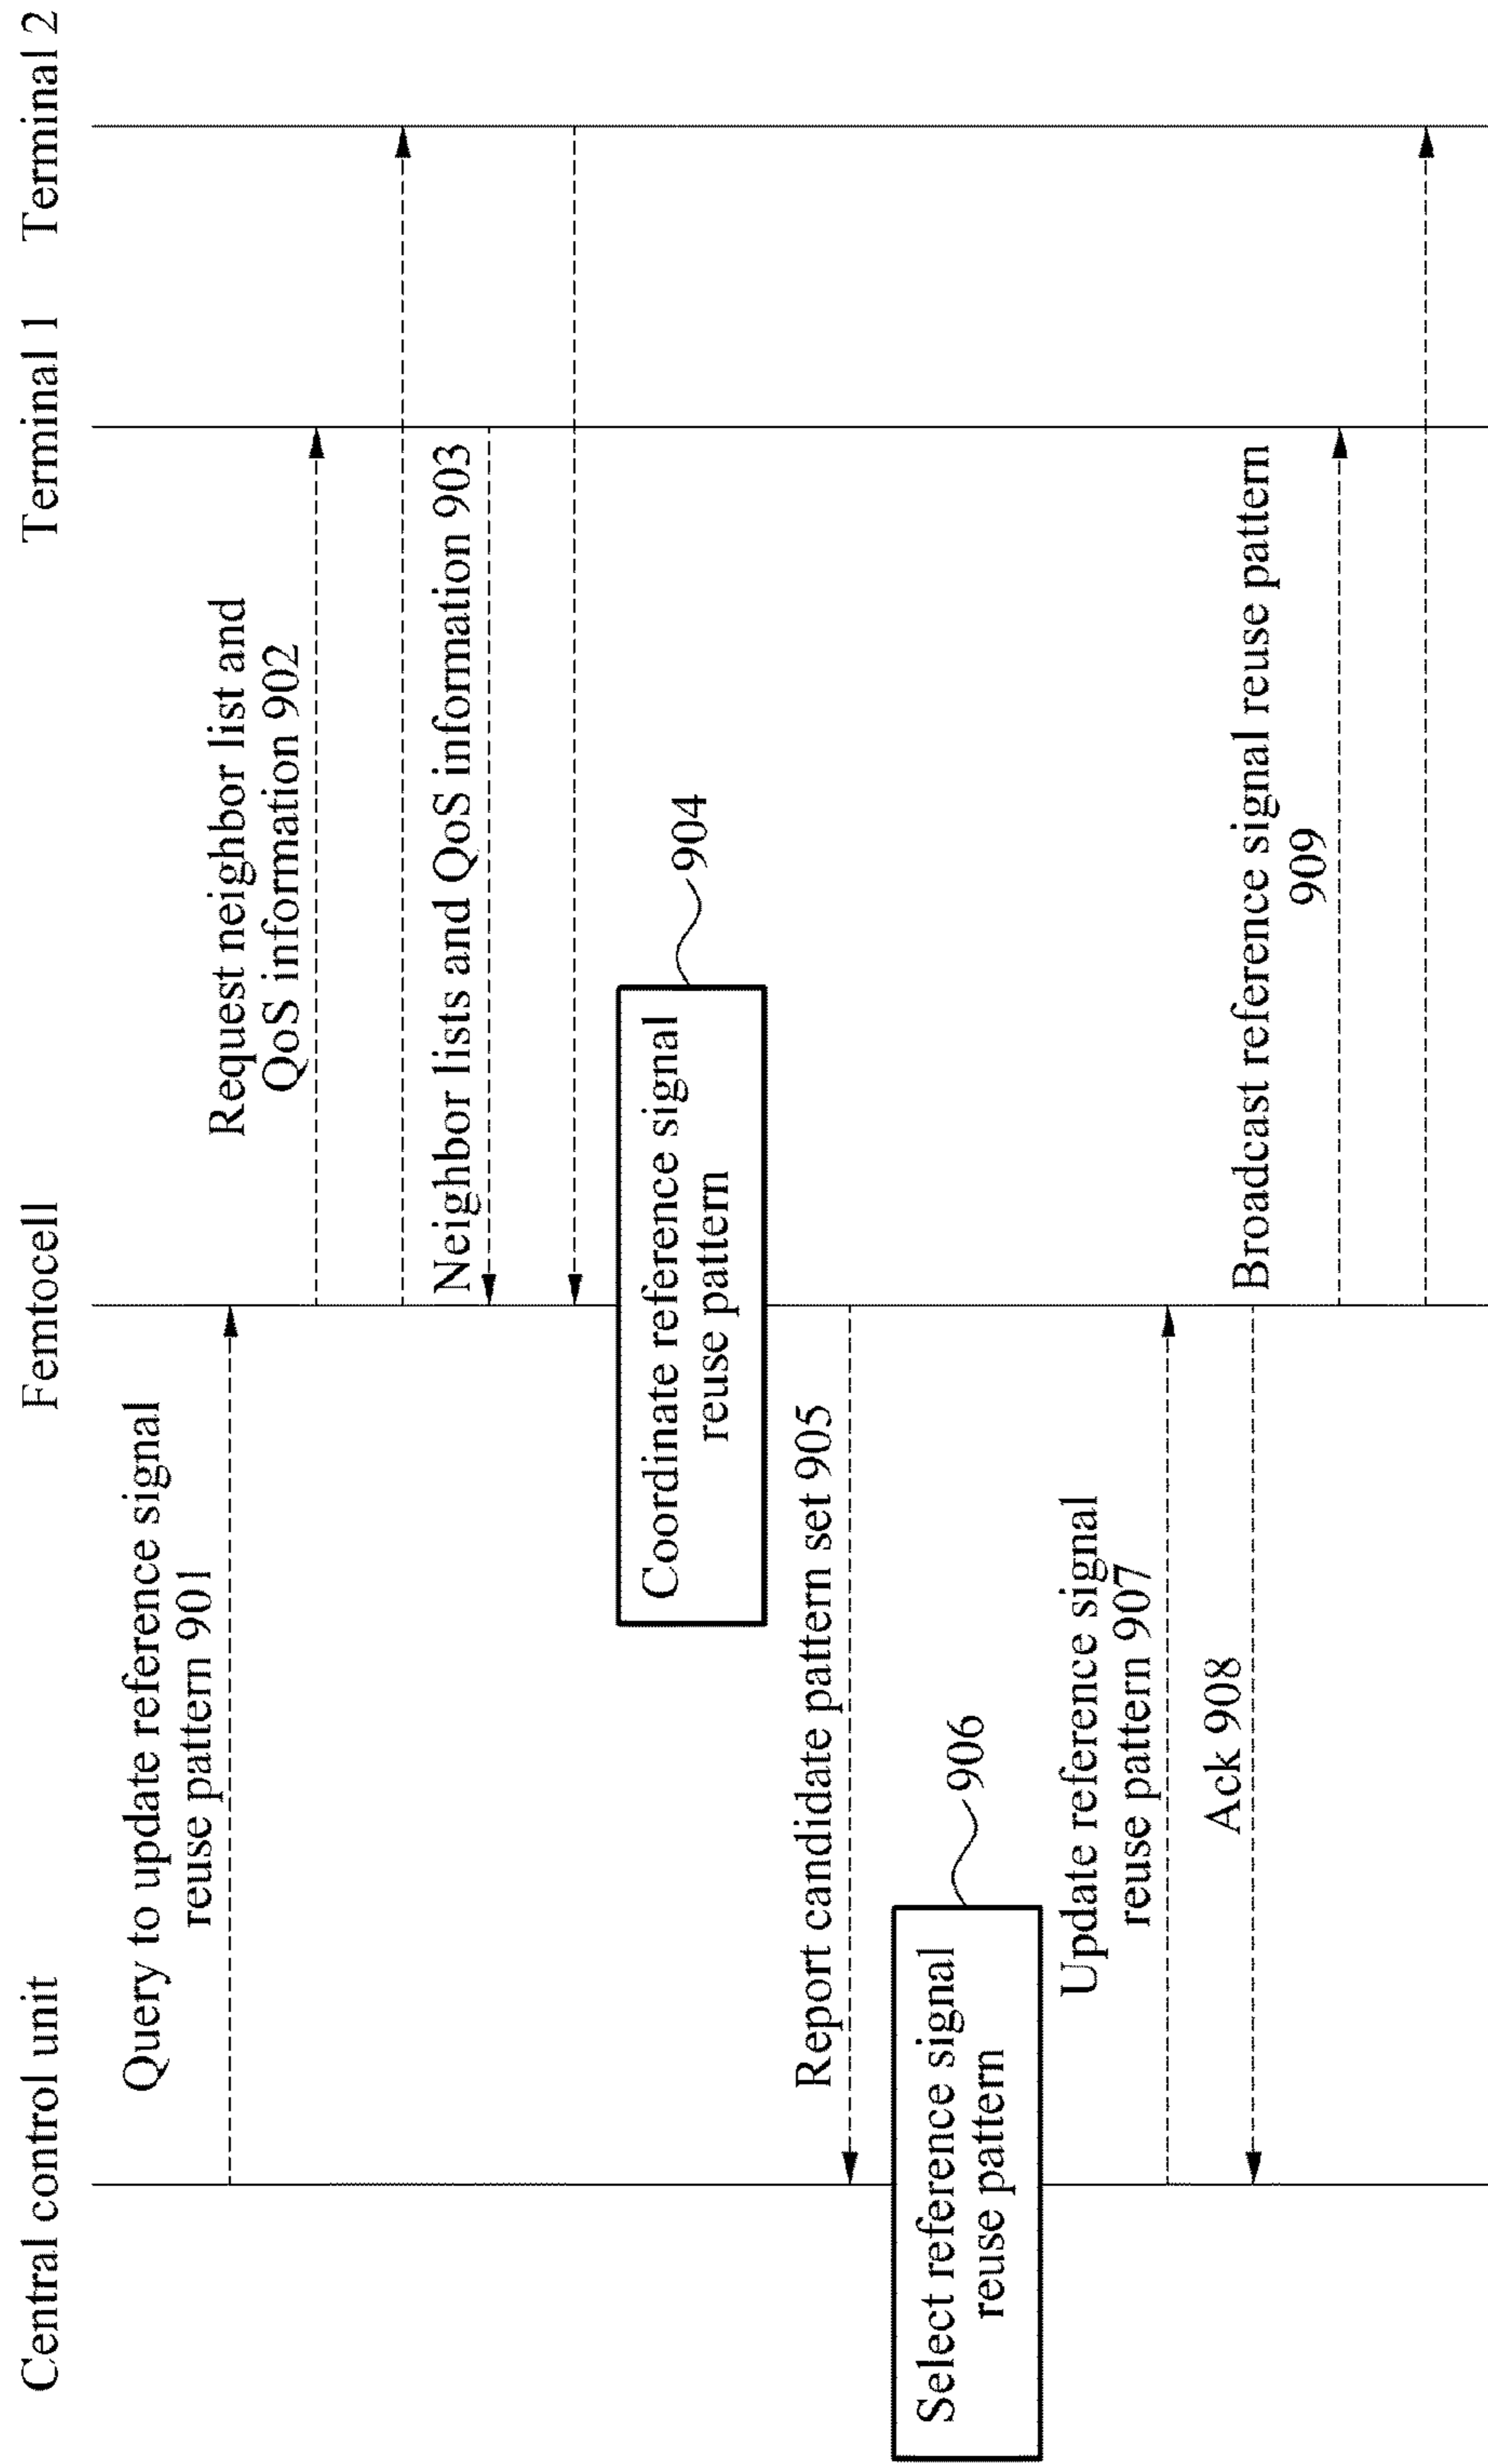 Central control unit
Femtocell
Terminal 1
Terminal 2
Query to update reference signal
reuse pattern 901
Request neighbor list and
QoS information 902
Neighbor lists and QoS information 903
Coordinate reference signal
reuse pattern
904
Report candidate pattern set 905
Select reference signal
reuse pattern
906
Update reference signal
reuse pattern 907
Ack 908
Broadcast reference signal reuse pattern
909